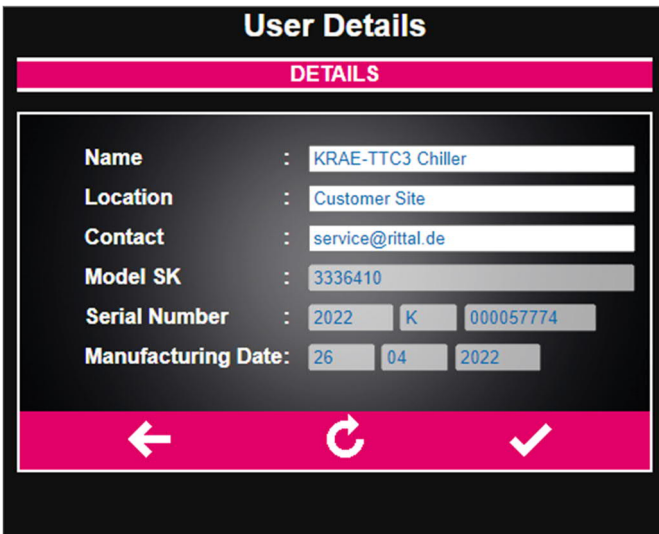 User Details
DETAILS
Name : KRAE-TTC3 Chiller
Location : Customer Site
Contact : service@rittal.de
Model SK : 3336410
Serial Number : 2022 K 000057774
Manufacturing Date: 26 04 2022